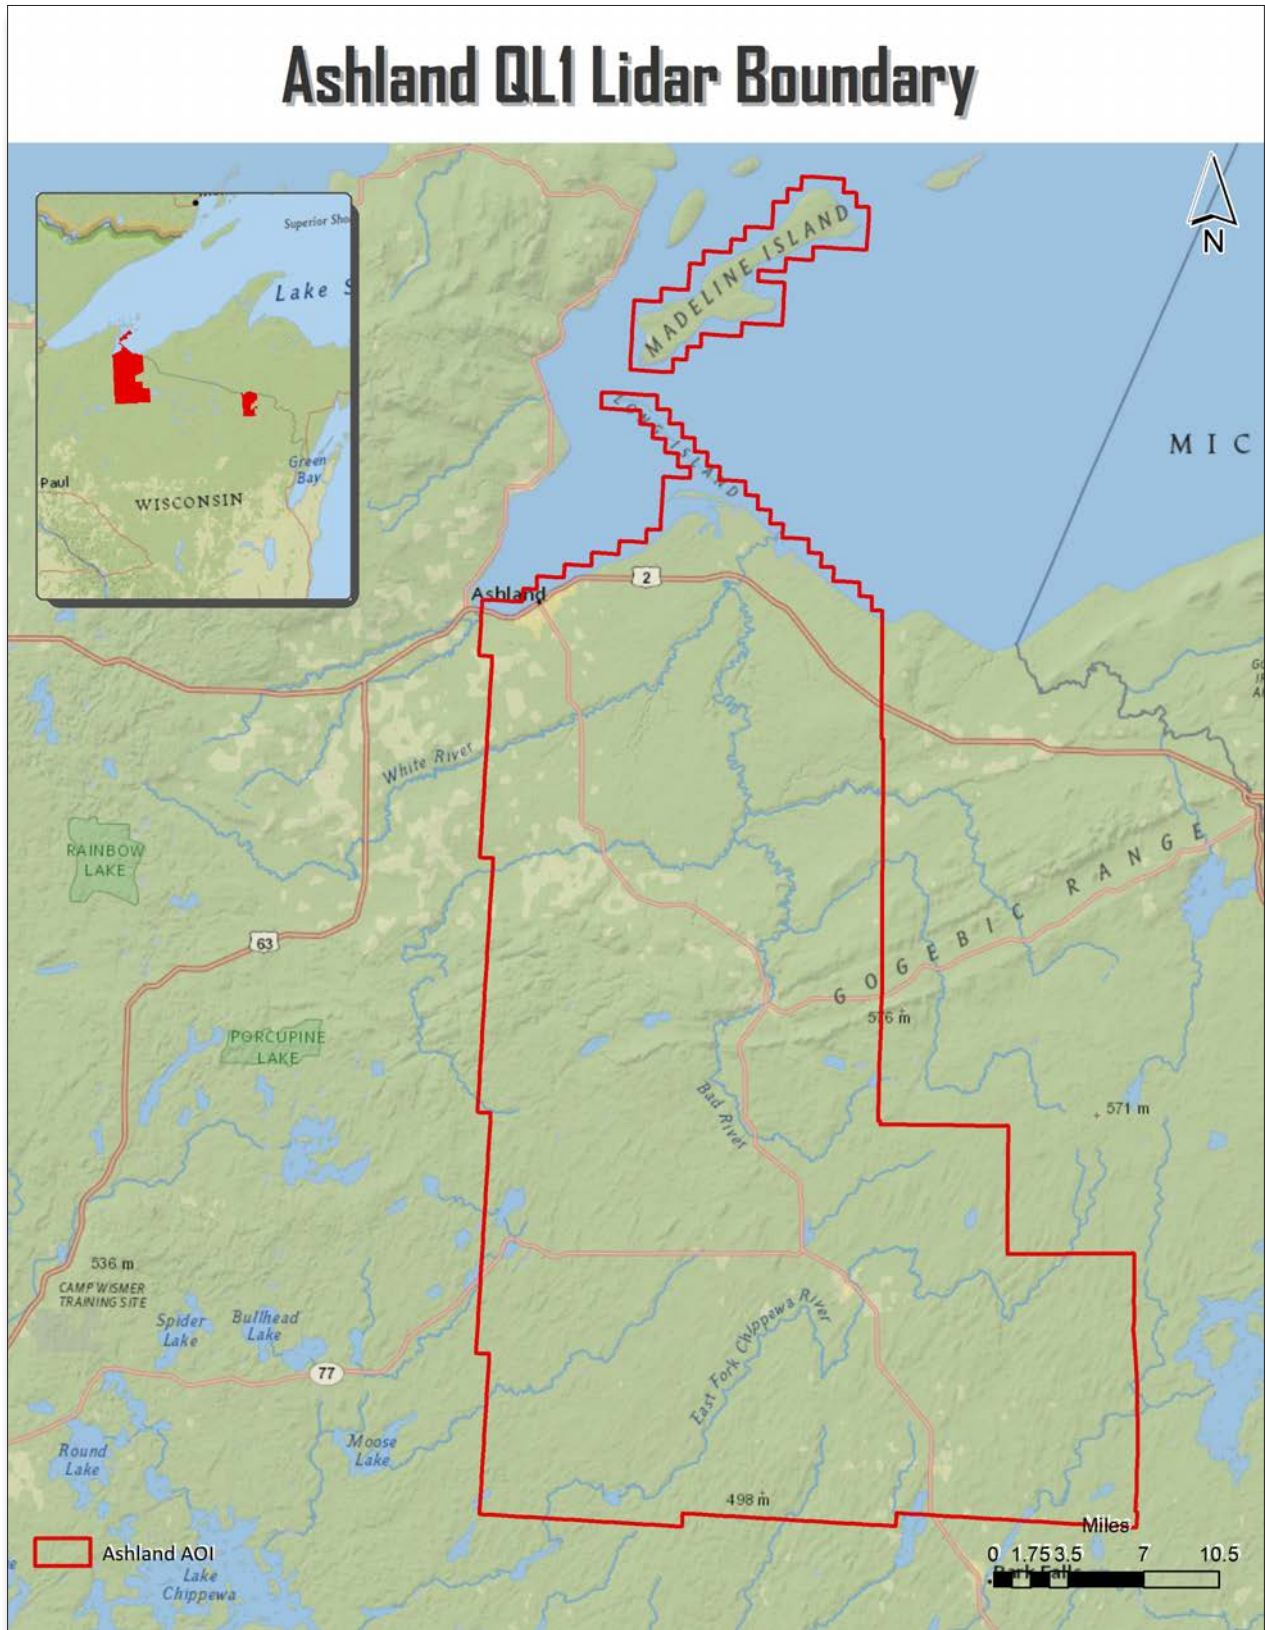 Ashland QL1 Lidar Boundary
N
Superior Sho
Lake S
Green
Bay
Paul
WISCONSIN
MADELINE ISLAND
LONG ISLAND
MIC
Ashland
2
White River
RAINBOW
LAKE
GOGEBIC RANGE
63
576 m
PORCUPINE
LAKE
Bad River
571 m
536 m
CAMP WISMER
TRAINING SITE
Spider
Lake
Bullhead
Lake
East Fork Chippewa River
77
Round
Lake
Moose
Lake
498 m
Miles
Ashland AOI
0 1.75 3.5 7 10.5
Park Falls
Lake
Chippewa